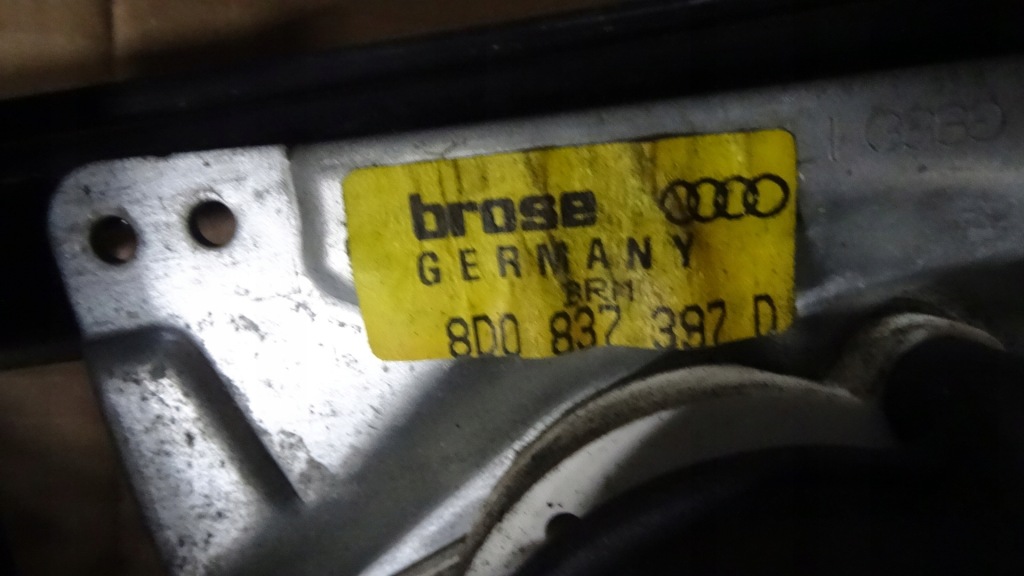 brose
GERMANY
BRM
8D0 837 397 D